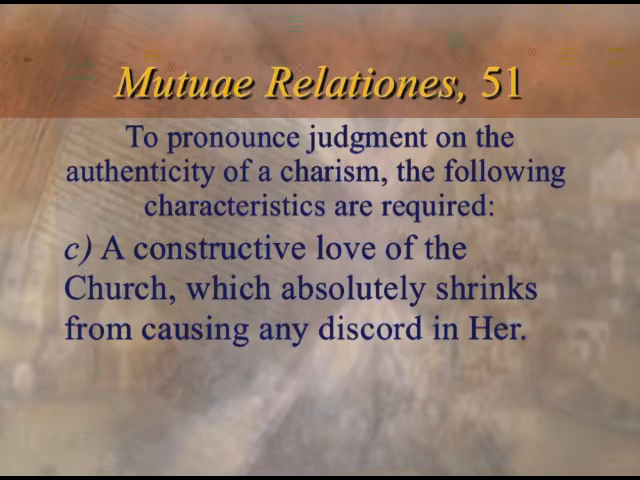 Mutuae Relationes, 51
To pronounce judgment on the
authenticity of a charism, the following
characteristics are required:
c) A constructive love of the
Church, which absolutely shrinks
from causing any discord in Her.